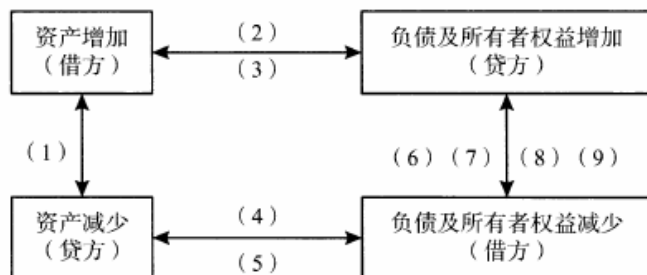 资产增加
（借方）
（2）
（3）
负债及所有者权益增加
（贷方）
（1）
（6）（7）
（8）（9）
资产减少
（贷方）
（4）
（5）
负债及所有者权益减少
（借方）